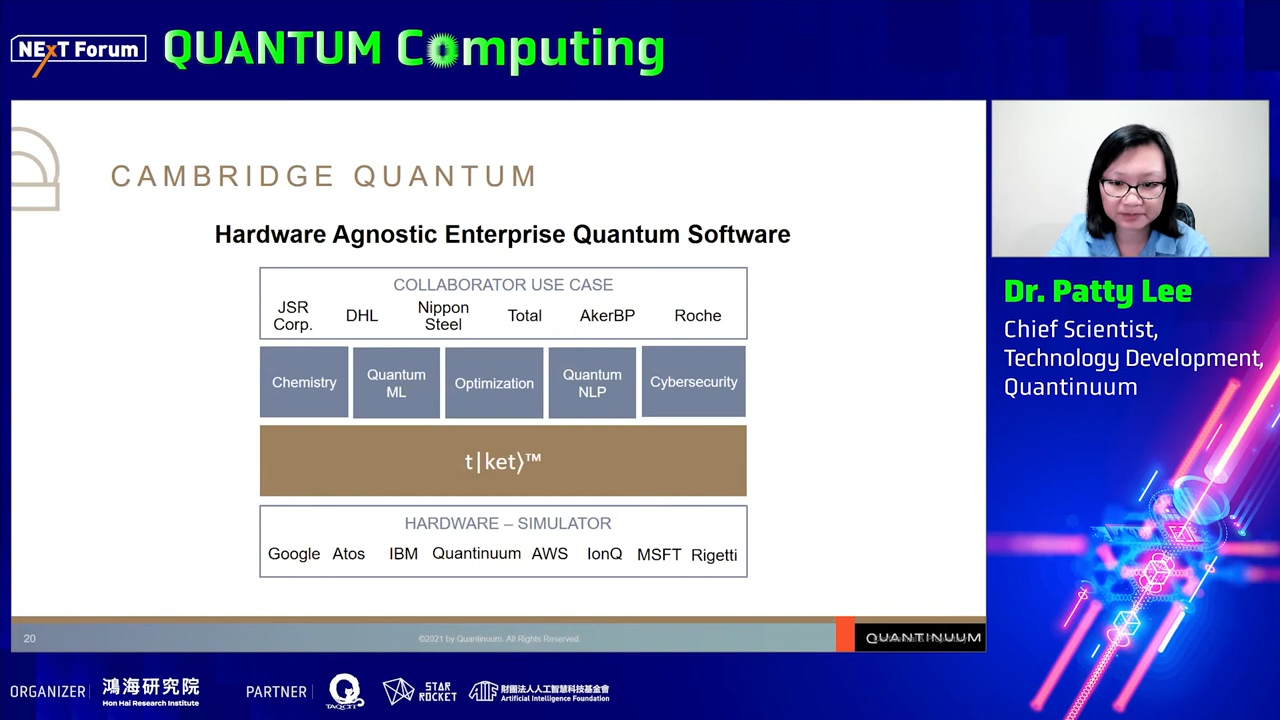 NExT Forum
QUANTUM Computing
CAMBRIDGE QUANTUM
Hardware Agnostic Enterprise Quantum Software
COLLABORATOR USE CASE
JSR Corp.
DHL
Nippon Steel
Total
AkerBP
Roche
Chemistry
Quantum ML
Optimization
Quantum NLP
Cybersecurity
t|ket⟩™
HARDWARE – SIMULATOR
Google Atos IBM Quantinuum AWS IonQ MSFT Rigetti
20
©2021 by Quantinuum. All Rights Reserved.
QUANTINUUM
Dr. Patty Lee
Chief Scientist,
Technology Development,
Quantinuum
ORGANIZER
鴻海研究院
Hon Hai Research Institute
PARTNER
TAQCIT
STAR
ROCKET
財團法人人工智慧科技基金會
Artificial Intelligence Foundation